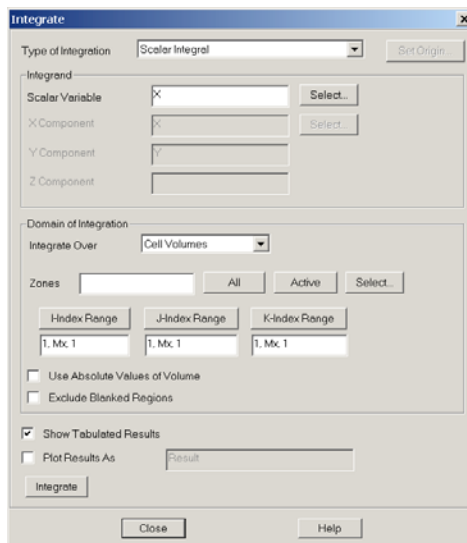 Integrate
Type of Integration Scalar Integral Set Origin...
Integrand
Scalar Variable X Select...
X Component X Select...
Y Component Y
Z Component
Domain of Integration
Integrate Over Cell Volumes
Zones All Active Select...
I-Index Range J-Index Range K-Index Range
1, Mx, 1 1, Mx, 1 1, Mx, 1
Use Absolute Values of Volume
Exclude Blanked Regions
Show Tabulated Results
Plot Results As Result
Integrate
Close Help